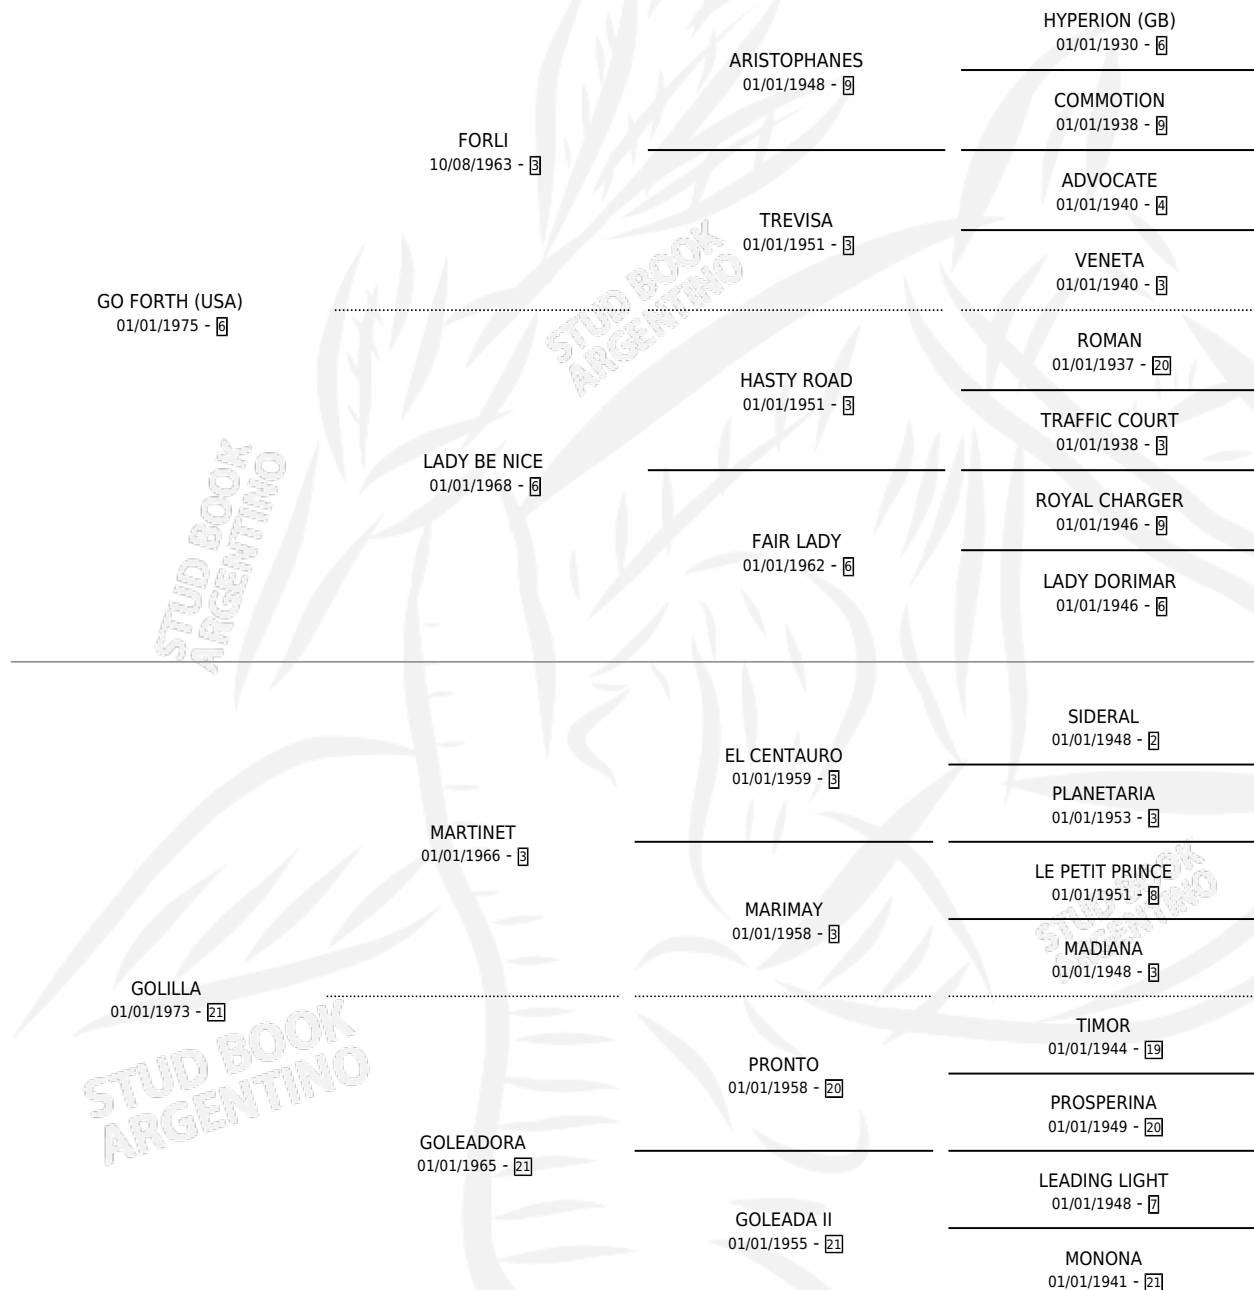 GO FORTH (USA)
01/01/1975 - 6
FORLI
10/08/1963 - 3
ARISTOPHANES
01/01/1948 - 9
HYPERION (GB)
01/01/1930 - 6
COMMOTION
01/01/1938 - 9
TREVISA
01/01/1951 - 3
ADVOCATE
01/01/1940 - 4
VENETA
01/01/1940 - 3
LADY BE NICE
01/01/1968 - 6
HASTY ROAD
01/01/1951 - 3
ROMAN
01/01/1937 - 20
TRAFFIC COURT
01/01/1938 - 3
FAIR LADY
01/01/1962 - 6
ROYAL CHARGER
01/01/1946 - 9
LADY DORIMAR
01/01/1946 - 6
GOLILLA
01/01/1973 - 21
MARTINET
01/01/1966 - 3
EL CENTAURO
01/01/1959 - 3
SIDERAL
01/01/1948 - 2
PLANETARIA
01/01/1953 - 3
MARIMAY
01/01/1958 - 3
LE PETIT PRINCE
01/01/1951 - 8
MADIANA
01/01/1948 - 3
GOLEADORA
01/01/1965 - 21
PRONTO
01/01/1958 - 20
TIMOR
01/01/1944 - 19
PROSPERINA
01/01/1949 - 20
GOLEADA II
01/01/1955 - 21
LEADING LIGHT
01/01/1948 - 7
MONONA
01/01/1941 - 21
STUD BOOK
ARGENTINO
STUD BOOK
ARGENTINO
STUD BOOK
ARGENTINO
STUD BOOK
ARGENTINO